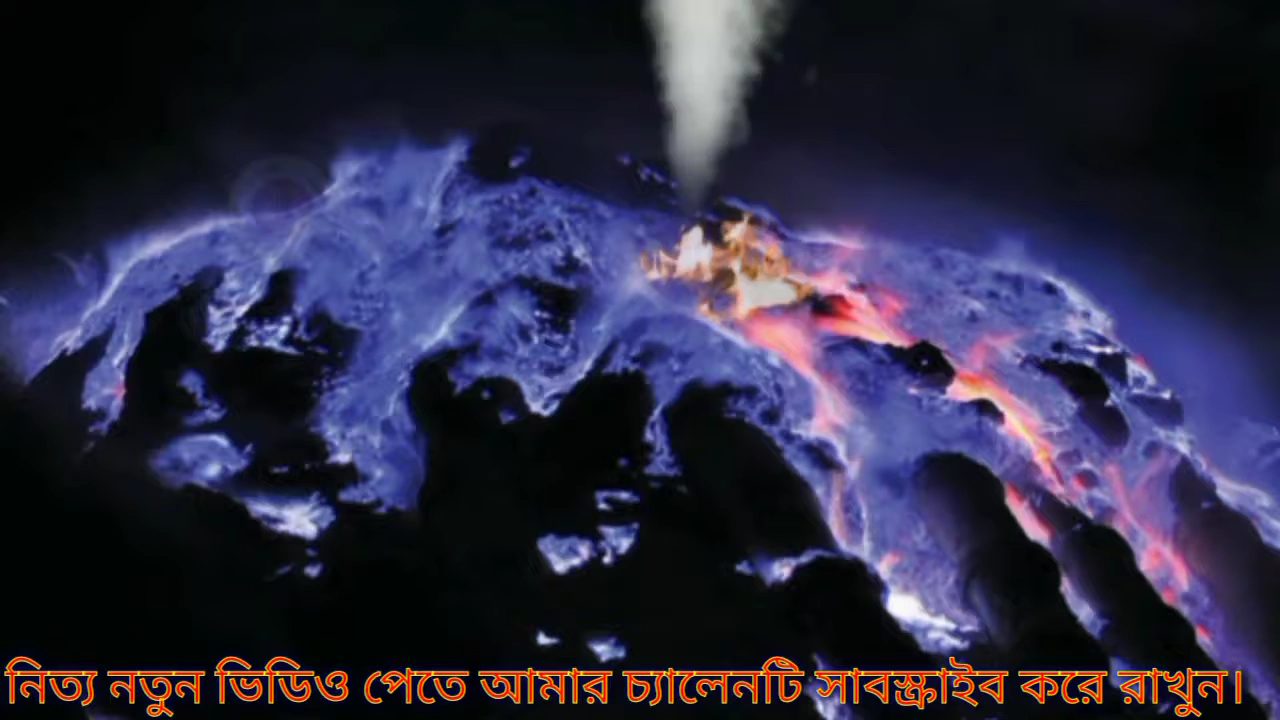 নিত্য নতুন ভিডিও পেতে আমার চ্যালেনটি সাবস্ক্রাইব করে রাখুন।